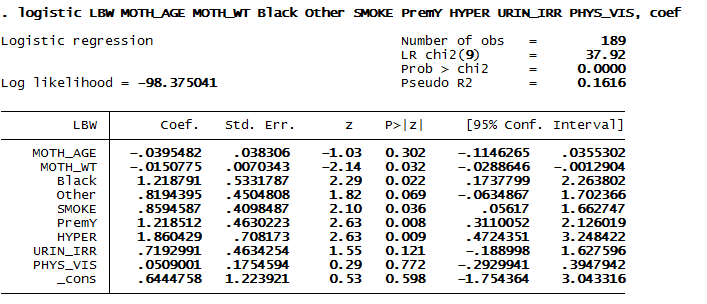 . logistic LBW MOTH_AGE MOTH_WT Black Other SMOKE PremY HYPER URIN_IRR PHYS_VIS, coef
Logistic regression Number of obs = 189
LR chi2(9) = 37.92
Prob > chi2 = 0.0000
Log likelihood = -98.375041 Pseudo R2 = 0.1616
LBW Coef. Std. Err. z P>|z| [95% Conf. Interval]
MOTH_AGE -.0395482 .038306 -1.03 0.302 -.1146265 .0355302
MOTH_WT -.0150775 .0070343 -2.14 0.032 -.0288646 -.0012904
Black 1.218791 .5331787 2.29 0.022 .1737799 2.263802
Other .8194395 .4504808 1.82 0.069 -.0634867 1.702366
SMOKE .8594587 .4098487 2.10 0.036 .05617 1.662747
PremY 1.218512 .4630223 2.63 0.008 .3110052 2.126019
HYPER 1.860429 .708173 2.63 0.009 .4724351 3.248422
URIN_IRR .7192991 .4634254 1.55 0.121 -.188998 1.627596
PHYS_VIS .0509001 .1754594 0.29 0.772 -.2929941 .3947942
_cons .6444758 1.223921 0.53 0.598 -1.754364 3.043316